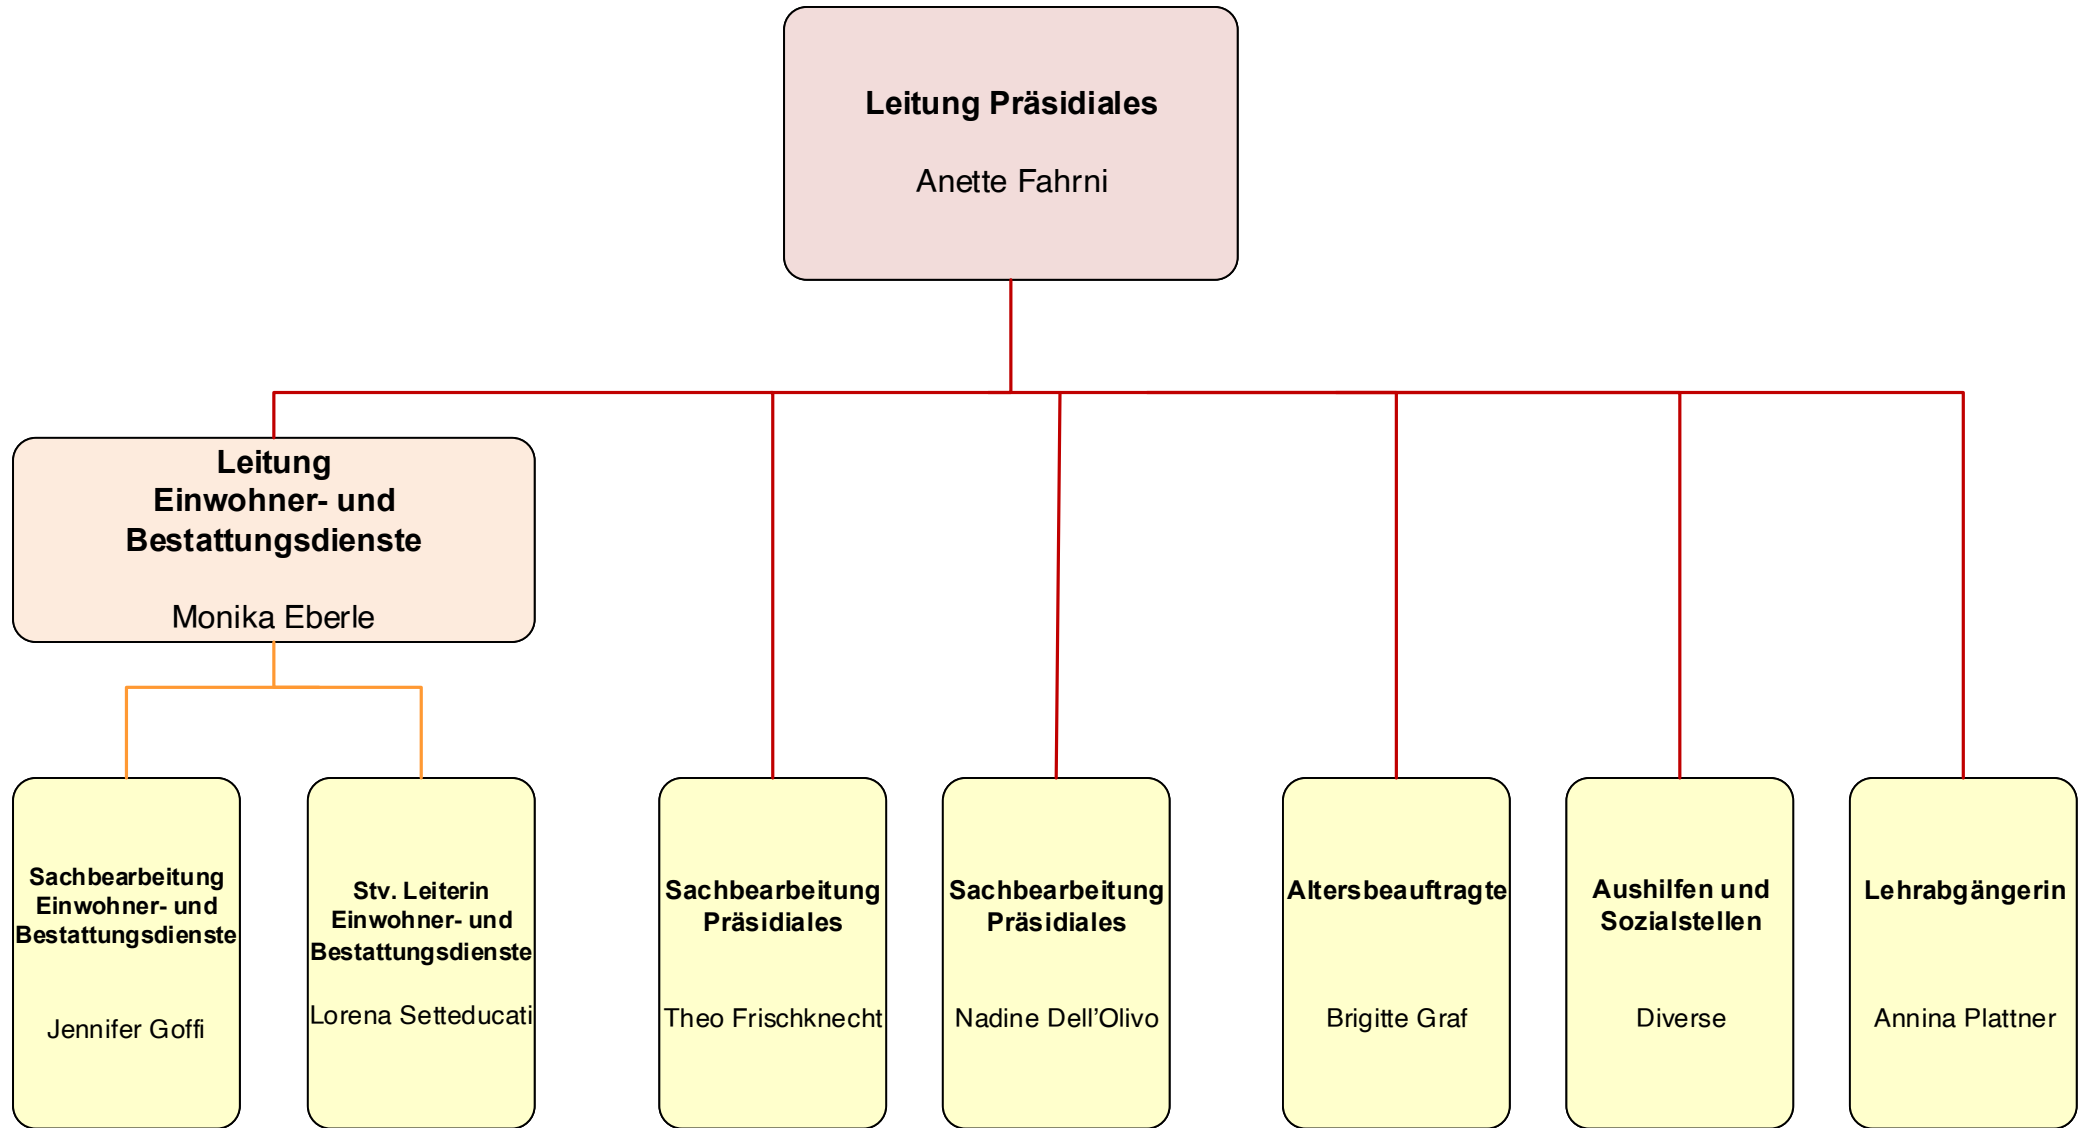 Leitung Präsidiales
Anette Fahrni
Leitung
Einwohner- und
Bestattungsdienste
Monika Eberle
Sachbearbeitung
Einwohner- und
Bestattungsdienste
Jennifer Goffi
Stv. Leiterin
Einwohner- und
Bestattungsdienste
Lorena Setteducati
Sachbearbeitung
Präsidiales
Theo Frischknecht
Sachbearbeitung
Präsidiales
Nadine Dell’Olivo
Altersbeauftragte
Brigitte Graf
Aushilfen und
Sozialstellen
Diverse
Lehrabgängerin
Annina Plattner